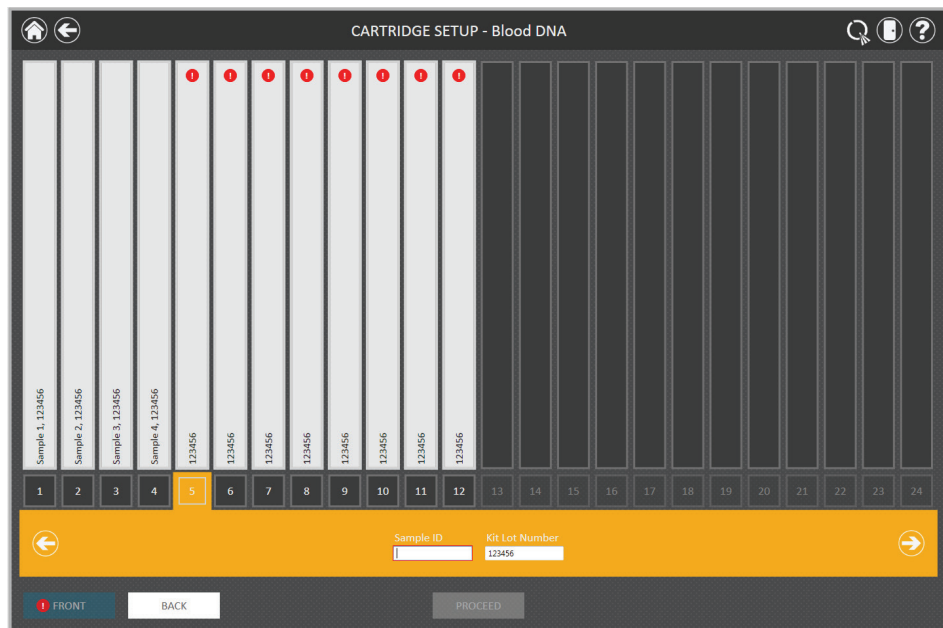 CARTRIDGE SETUP - Blood DNA
Sample 1, 123456
Sample 2, 123456
Sample 3, 123456
Sample 4, 123456
123456
123456
123456
123456
123456
123456
123456
123456
1 2 3 4 5 6 7 8 9 10 11 12 13 14 15 16 17 18 19 20 21 22 23 24
Sample ID Kit Lot Number
123456
! FRONT BACK PROCEED